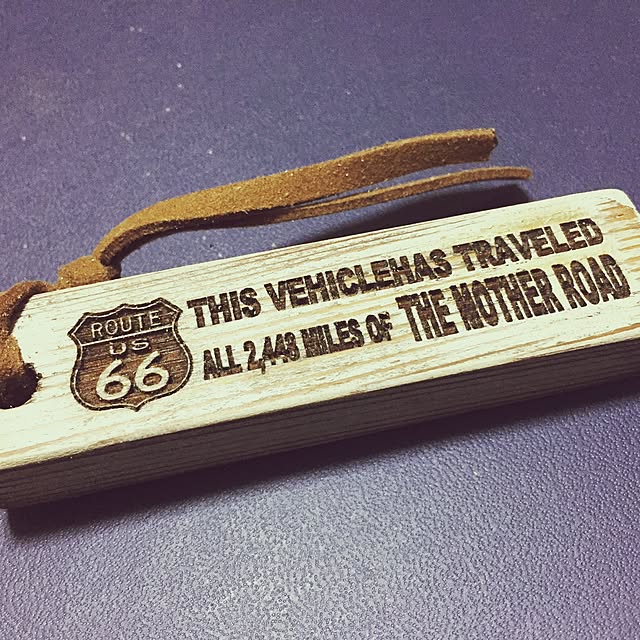 ROUTE
US
66
THIS VEHICLEHAS TRAVELED
ALL 2,448 MILES OF THE MOTHER ROAD